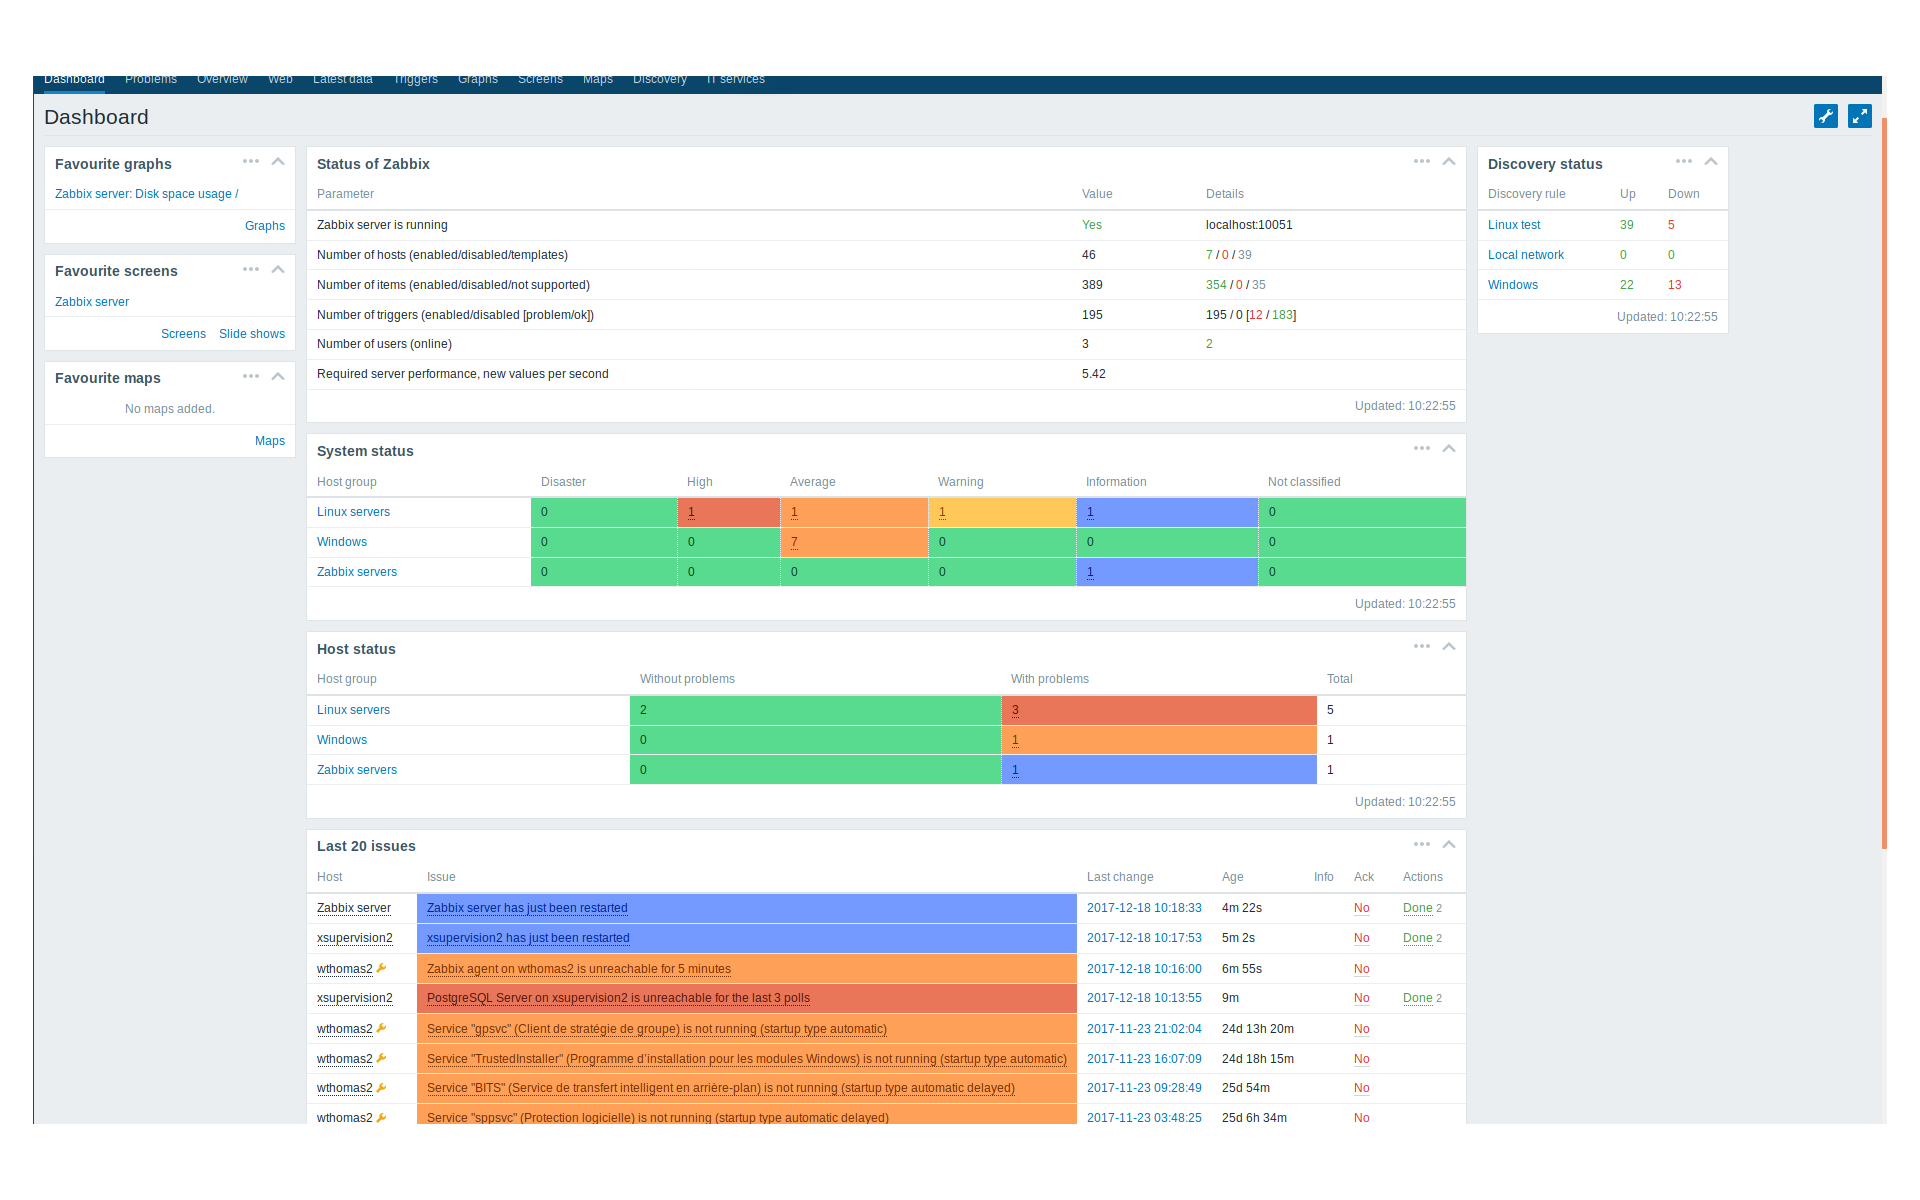 Dashboard Problems Overview Web Latest data Triggers Graphs Screens Maps Discovery IT services
Dashboard
Favourite graphs
Zabbix server: Disk space usage /
Graphs
Favourite screens
Zabbix server
Screens Slide shows
Favourite maps
No maps added.
Maps
Status of Zabbix
Parameter Value Details
Zabbix server is running Yes localhost:10051
Number of hosts (enabled/disabled/templates) 46 7 / 0 / 39
Number of items (enabled/disabled/not supported) 389 354 / 0 / 35
Number of triggers (enabled/disabled [problem/ok]) 195 195 / 0 [12 / 183]
Number of users (online) 3 2
Required server performance, new values per second 5.42
Updated: 10:22:55
System status
Host group Disaster High Average Warning Information Not classified
Linux servers 0 1 1 1 1 0
Windows 0 0 7 0 0 0
Zabbix servers 0 0 0 0 1 0
Updated: 10:22:55
Host status
Host group Without problems With problems Total
Linux servers 2 3 5
Windows 0 1 1
Zabbix servers 0 1 1
Updated: 10:22:55
Last 20 issues
Host Issue Last change Age Info Ack Actions
Zabbix server Zabbix server has just been restarted 2017-12-18 10:18:33 4m 22s No Done 2
xsupervision2 xsupervision2 has just been restarted 2017-12-18 10:17:53 5m 2s No Done 2
wthomas2 Zabbix agent on wthomas2 is unreachable for 5 minutes 2017-12-18 10:16:00 6m 55s No
xsupervision2 PostgreSQL Server on xsupervision2 is unreachable for the last 3 polls 2017-12-18 10:13:55 9m No Done 2
wthomas2 Service "gpsvc" (Client de stratégie de groupe) is not running (startup type automatic) 2017-11-23 21:02:04 24d 13h 20m No
wthomas2 Service "TrustedInstaller" (Programme d'installation pour les modules Windows) is not running (startup type automatic) 2017-11-23 16:07:09 24d 18h 15m No
wthomas2 Service "BITS" (Service de transfert intelligent en arrière-plan) is not running (startup type automatic delayed) 2017-11-23 09:28:49 25d 54m No
wthomas2 Service "sppsvc" (Protection logicielle) is not running (startup type automatic delayed) 2017-11-23 03:48:25 25d 6h 34m No
Discovery status
Discovery rule Up Down
Linux test 39 5
Local network 0 0
Windows 22 13
Updated: 10:22:55